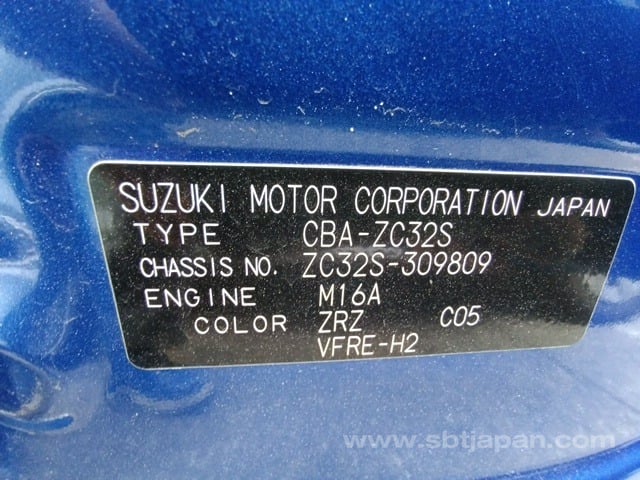 SUZUKI MOTOR CORPORATION JAPAN
TYPE CBA-ZC32S
CHASSIS NO. ZC32S-309809
ENGINE M16A
COLOR ZRZ C05
VFRE-H2
www.sbtjapan.com